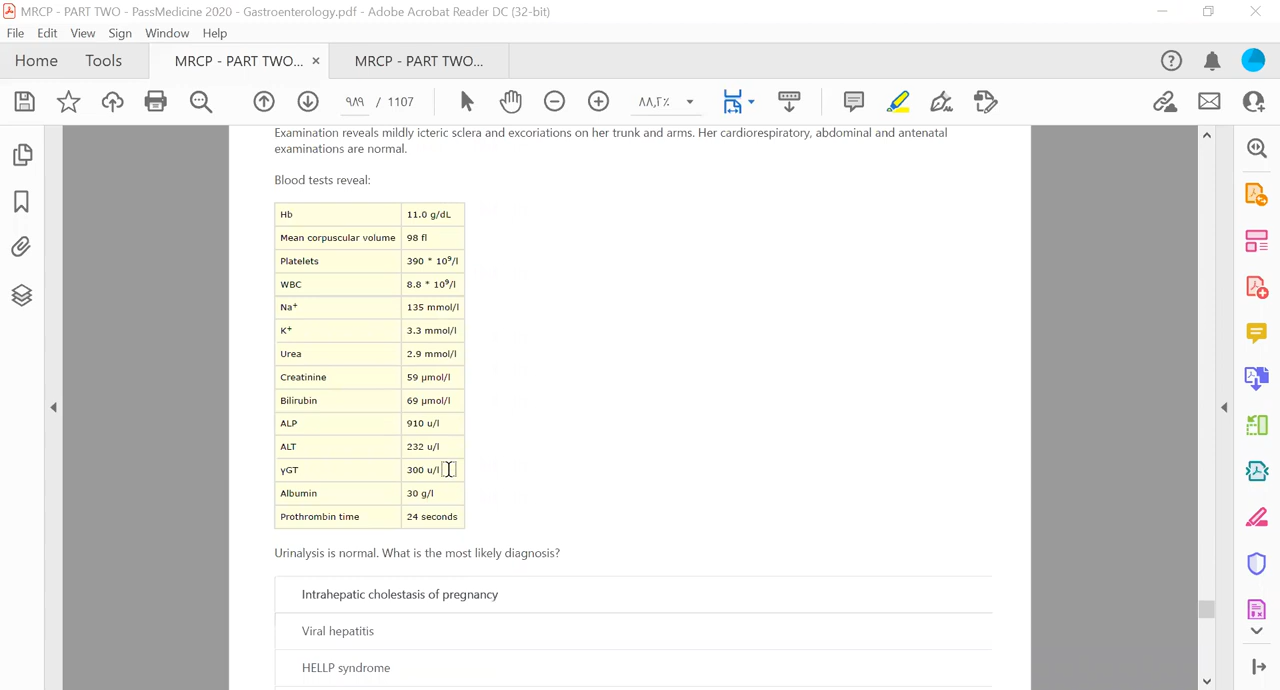 MRCP - PART TWO - PassMedicine 2020 - Gastroenterology.pdf - Adobe Acrobat Reader DC (32-bit)
File Edit View Sign Window Help
Home Tools MRCP - PART TWO... × MRCP - PART TWO...
٩٨٩ / 1107 ٨٨,٢٪
Examination reveals mildly icteric sclera and excoriations on her trunk and arms. Her cardiorespiratory, abdominal and antenatal
examinations are normal.
Blood tests reveal:
Hb 11.0 g/dL
Mean corpuscular volume 98 fl
Platelets 390 * 10⁹/l
WBC 8.8 * 10⁹/l
Na⁺ 135 mmol/l
K⁺ 3.3 mmol/l
Urea 2.9 mmol/l
Creatinine 59 µmol/l
Bilirubin 69 µmol/l
ALP 910 u/l
ALT 232 u/l
γGT 300 u/l
Albumin 30 g/l
Prothrombin time 24 seconds
Urinalysis is normal. What is the most likely diagnosis?
Intrahepatic cholestasis of pregnancy
Viral hepatitis
HELLP syndrome